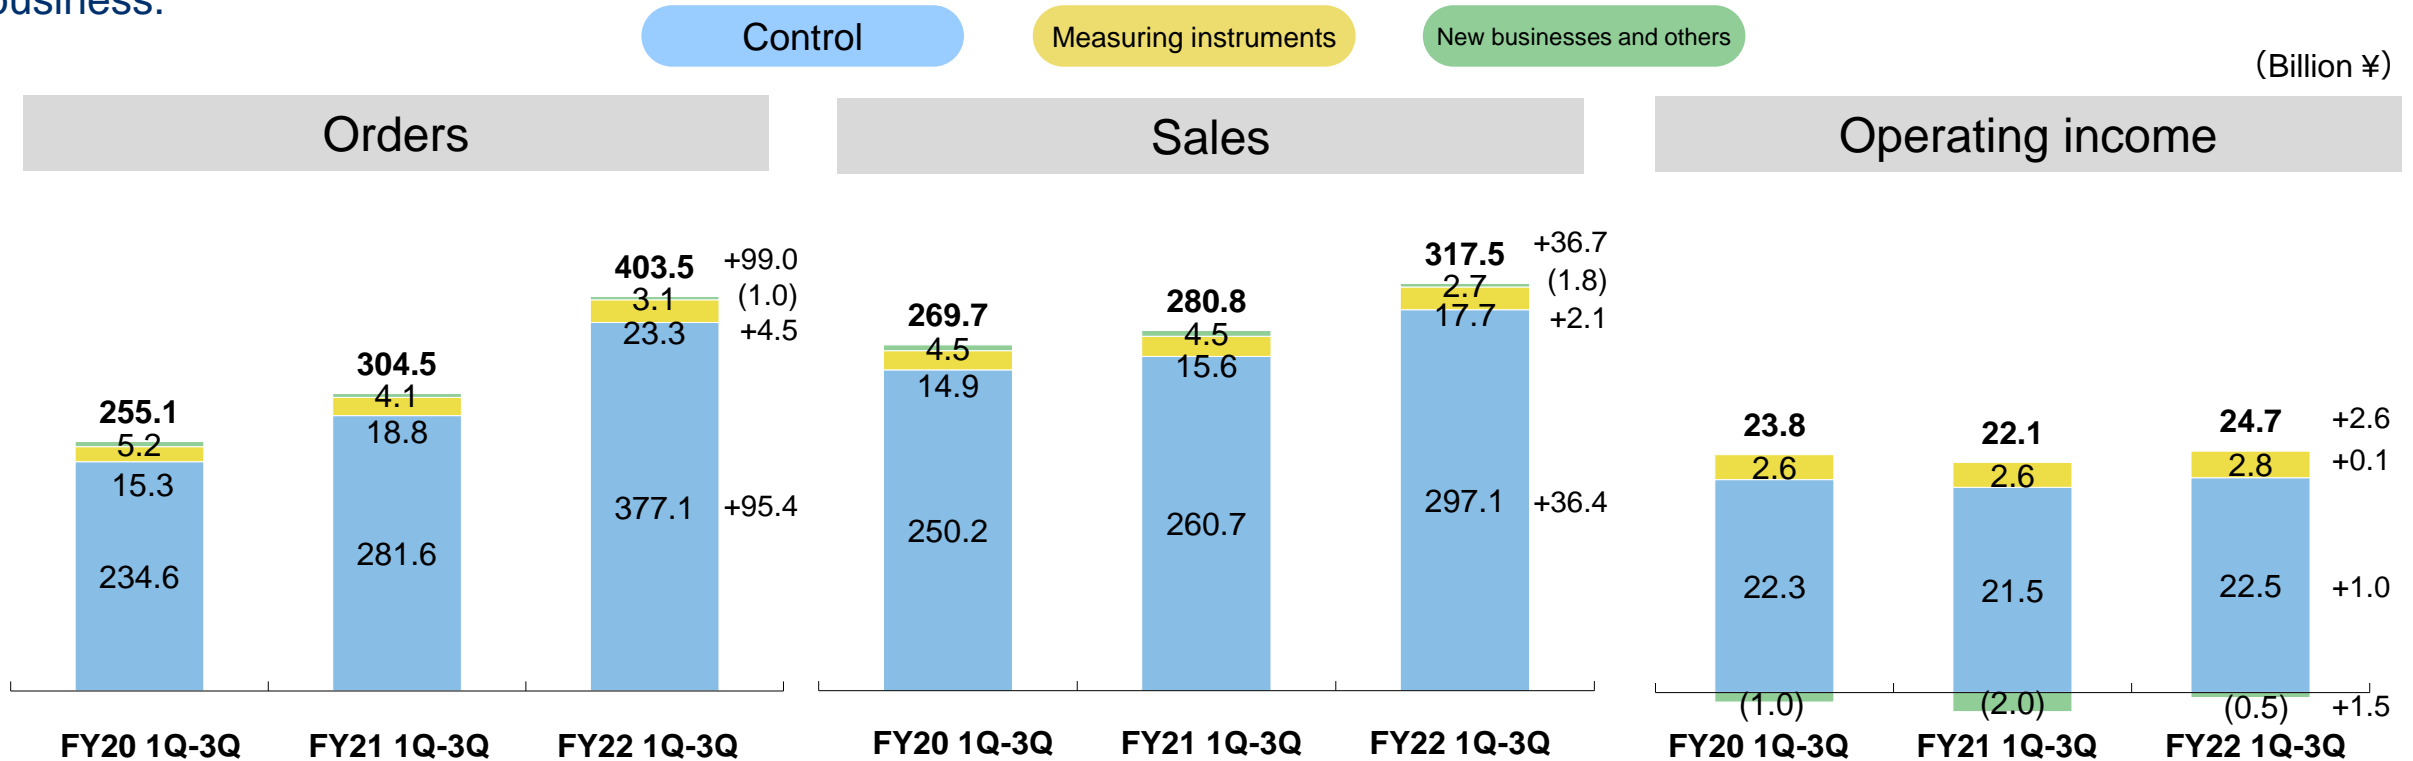 business.
Control
Measuring instruments
New businesses and others
(Billion ¥)
Orders
Sales
Operating income
255.1
5.2
15.3
234.6
304.5
4.1
18.8
281.6
403.5
3.1
23.3
377.1
+99.0
(1.0)
+4.5
+95.4
FY20 1Q-3Q
FY21 1Q-3Q
FY22 1Q-3Q
269.7
4.5
14.9
250.2
280.8
4.5
15.6
260.7
317.5
2.7
17.7
297.1
+36.7
(1.8)
+2.1
+36.4
FY20 1Q-3Q
FY21 1Q-3Q
FY22 1Q-3Q
23.8
2.6
22.3
(1.0)
22.1
2.6
21.5
(2.0)
24.7
2.8
22.5
(0.5)
+2.6
+0.1
+1.0
+1.5
FY20 1Q-3Q
FY21 1Q-3Q
FY22 1Q-3Q